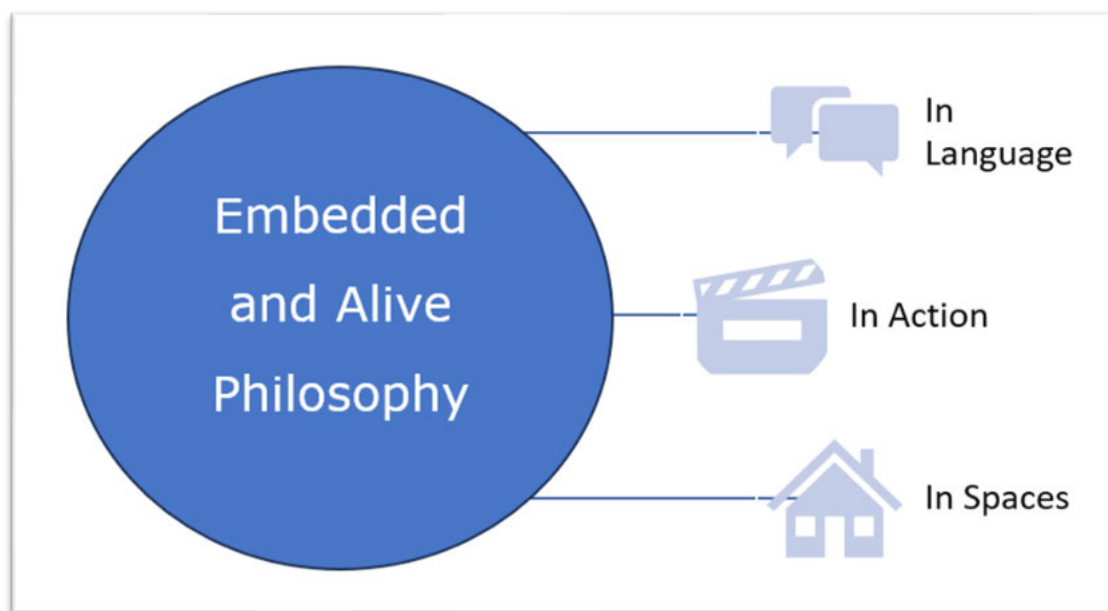 Embedded
and Alive
Philosophy
In
Language
In Action
In Spaces